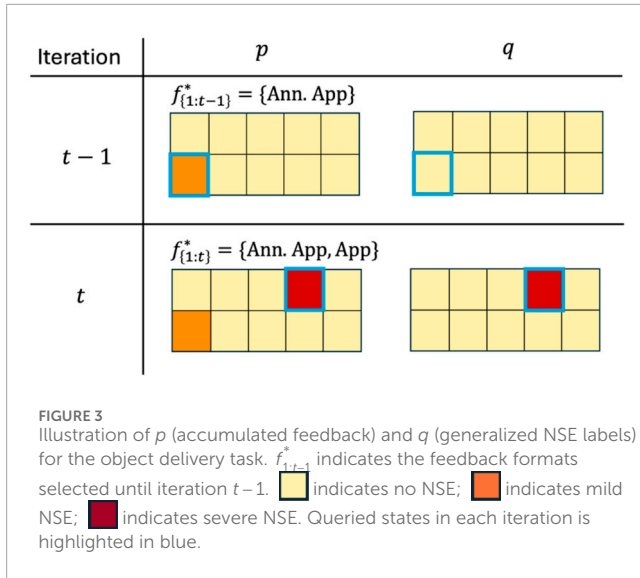 Iteration p q
f*{1:t−1} = {Ann. App}
t − 1
f*{1:t} = {Ann. App, App}
t
FIGURE 3
Illustration of p (accumulated feedback) and q (generalized NSE labels)
for the object delivery task. f*1:t−1 indicates the feedback formats
selected until iteration t − 1. indicates no NSE; indicates mild
NSE; indicates severe NSE. Queried states in each iteration is
highlighted in blue.